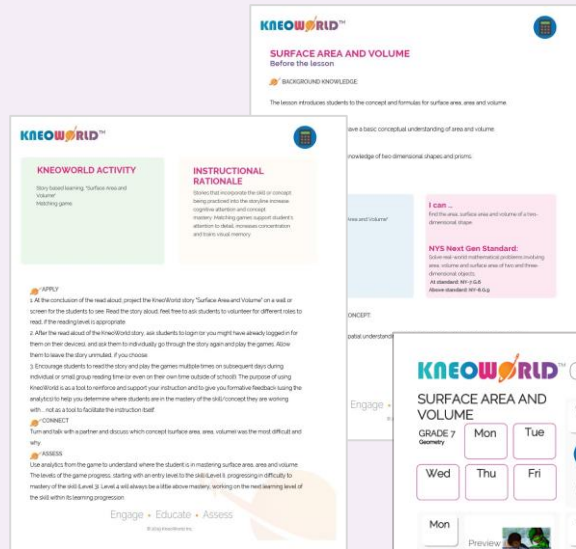 KNEOWORLD™
SURFACE AREA AND VOLUME
Before the lesson
BACKGROUND KNOWLEDGE:
The lesson introduces students to the concept and formulas for surface area, area and volume
ave a basic conceptual understanding of area and volume
nowledge of two dimensional shapes and prisms.
rea and Volume"
I can ...
find the area, surface area and volume of a two-
dimensional shape.
NYS Next Gen Standard:
Solve real-world mathematical problems involving
area, volume and surface area of two and three-
dimensional objects.
At standard: NY-7.G.6
Above standard: NY-8.G.9
ONCEPT:
patial understandi
Engage •
KNEOWORLD™
KNEOWORLD ACTIVITY
Story based learning, "Surface Area and
Volume"
Matching game
INSTRUCTIONAL
RATIONALE
Stories that incorporate the skill or concept
being practiced into the storyline increase
cognitive attention and concept
mastery. Matching games support student's
attention to detail, increases concentration
and trains visual memory.
APPLY
1. At the conclusion of the read aloud, project the KneoWorld story "Surface Area and Volume" on a wall or
screen for the students to see. Read the story aloud, feel free to ask students to volunteer for different roles to
read, if the reading level is appropriate.
2. After the read aloud of the KneoWorld story, ask students to login (or you might have already logged in for
them on their devices), and ask them to individually go through the story again and play the games. Allow
them to leave the story unmuted, if you choose.
3. Encourage students to read the story and play the games multiple times on subsequent days during
individual or small group reading time (or even on their own time outside of school!). The purpose of using
KneoWorld is as a tool to reinforce and support your instruction and to give you formative feedback (using the
analytics) to help you determine where students are in the mastery of the skill/concept they are working
with ... not as a tool to facilitate the instruction itself.
CONNECT
Turn and talk with a partner and discuss which concept (surface area, area, volume) was the most difficult and
why.
ASSESS
Use analytics from the game to understand where the student is in mastering surface area, area and volume.
The levels of the game progress, starting with an entry level to the skill (Level 1), progressing in difficulty to
mastery of the skill (Level 3). Level 4 will always be a little above mastery, working on the next learning level of
the skill within its learning progression.
Engage • Educate • Assess
KNEOWORLD™
SURFACE AREA AND
VOLUME
GRADE 7
Geometry
Mon
Tue
Wed
Thu
Fri
Mon
Preview